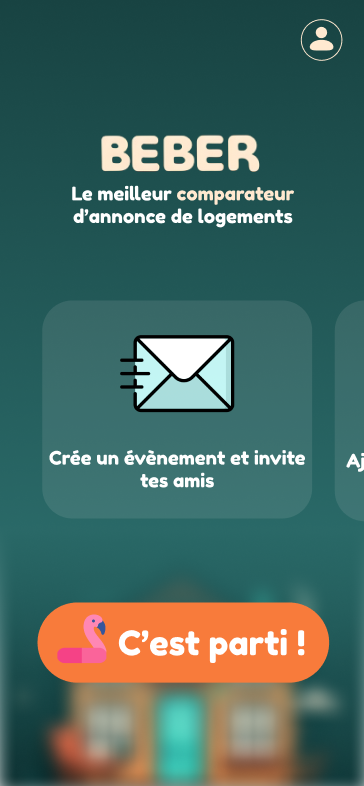 BEBER
Le meilleur comparateur
d'annonce de logements
Crée un évènement et invite
tes amis
Aj
C'est parti !